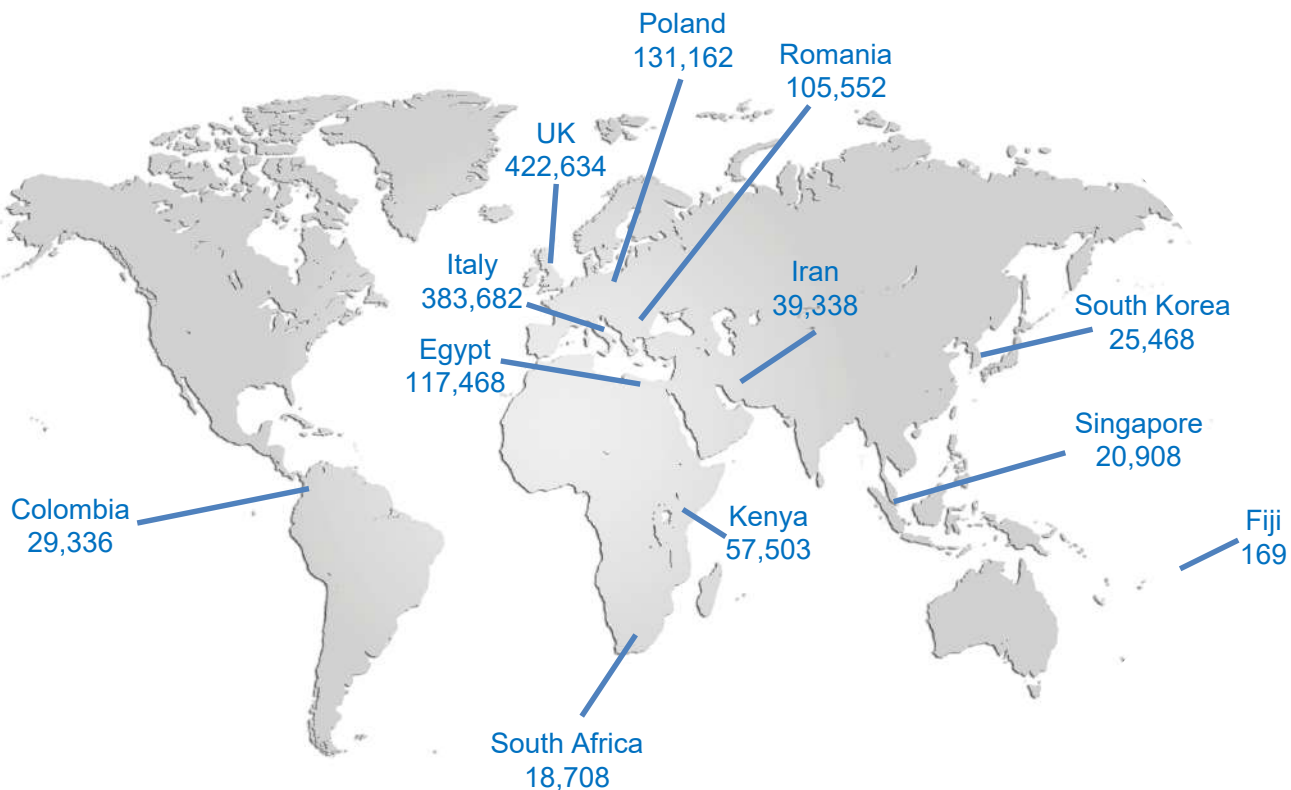 Poland
131,162
Romania
105,552
UK
422,634
Italy
383,682
Iran
39,338
South Korea
25,468
Egypt
117,468
Singapore
20,908
Colombia
29,336
Kenya
57,503
Fiji
169
South Africa
18,708